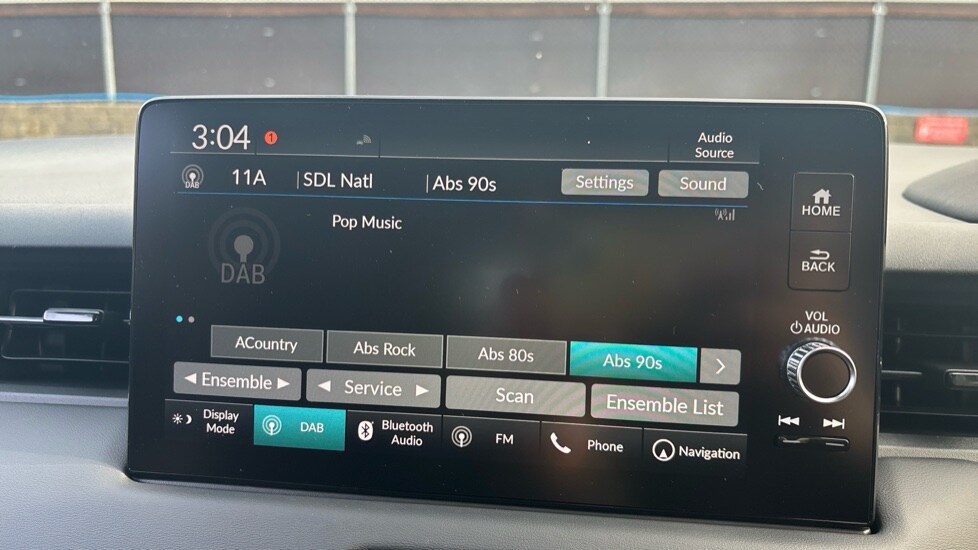 3:04
1
Audio
Source
DAB
11A
SDL Natl
Abs 90s
Settings
Sound
Pop Music
DAB
HOME
BACK
VOL
AUDIO
ACountry
Abs Rock
Abs 80s
Abs 90s
Ensemble
Service
Scan
Ensemble List
Display
Mode
DAB
Bluetooth
Audio
FM
Phone
Navigation